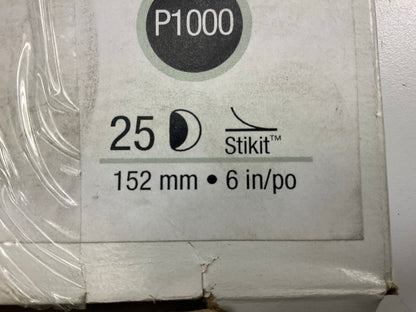 P1000
25 Stikit™
152 mm • 6 in/po